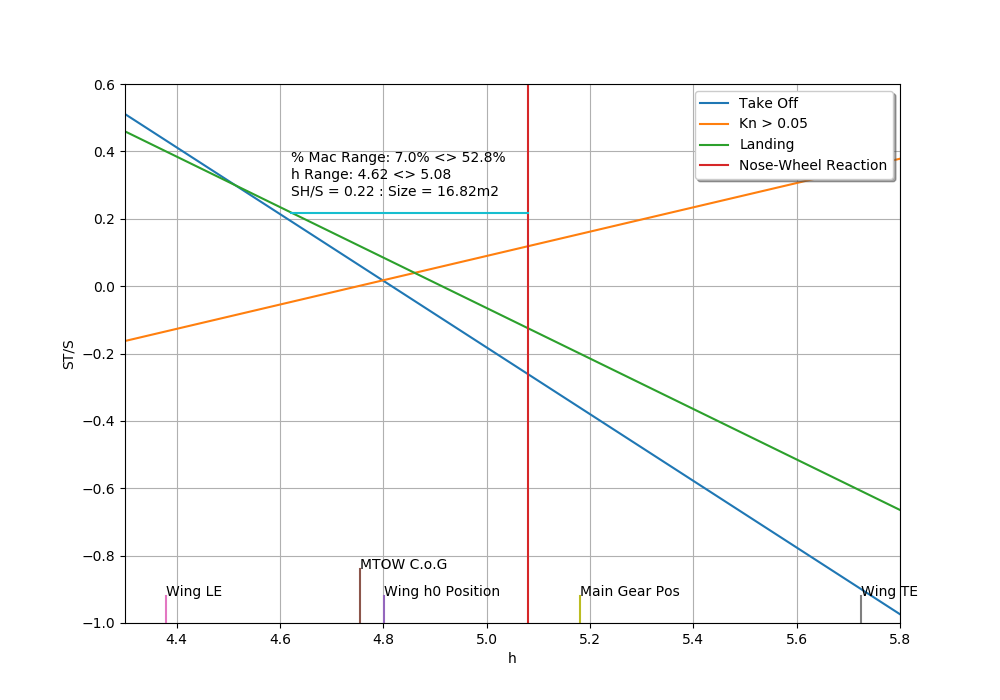 0.6
0.4
0.2
0.0
−0.2
−0.4
−0.6
−0.8
−1.0
ST/S
Take Off
Kn > 0.05
Landing
Nose-Wheel Reaction
% Mac Range: 7.0% <> 52.8%
h Range: 4.62 <> 5.08
SH/S = 0.22 : Size = 16.82m2
MTOW C.o.G
Wing LE
Wing h0 Position
Main Gear Pos
Wing TE
4.4 4.6 4.8 5.0 5.2 5.4 5.6 5.8
h